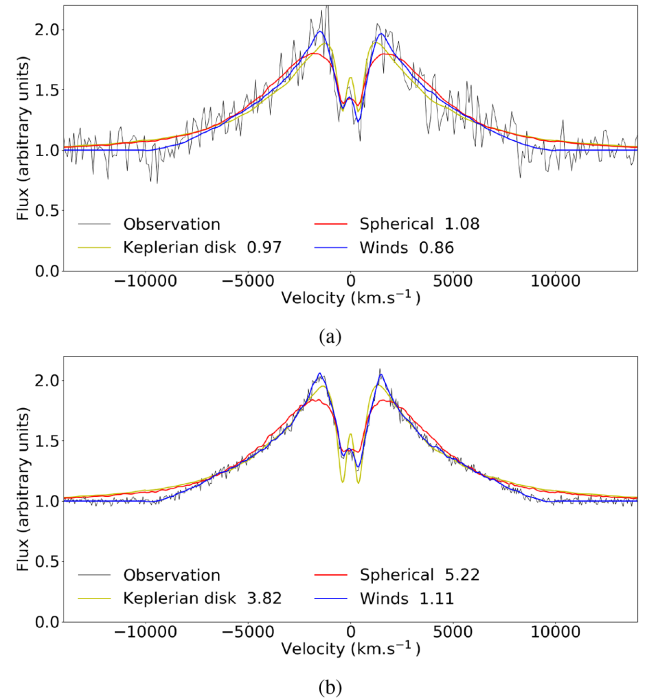 2.0
1.5
1.0
0.5
0.0
Flux (arbitrary units)
Observation
Spherical 1.08
Keplerian disk 0.97
Winds 0.86
−10000 −5000 0 5000 10000
Velocity (km.s⁻¹)
(a)
2.0
1.5
1.0
0.5
0.0
Flux (arbitrary units)
Observation
Spherical 5.22
Keplerian disk 3.82
Winds 1.11
−10000 −5000 0 5000 10000
Velocity (km.s⁻¹)
(b)